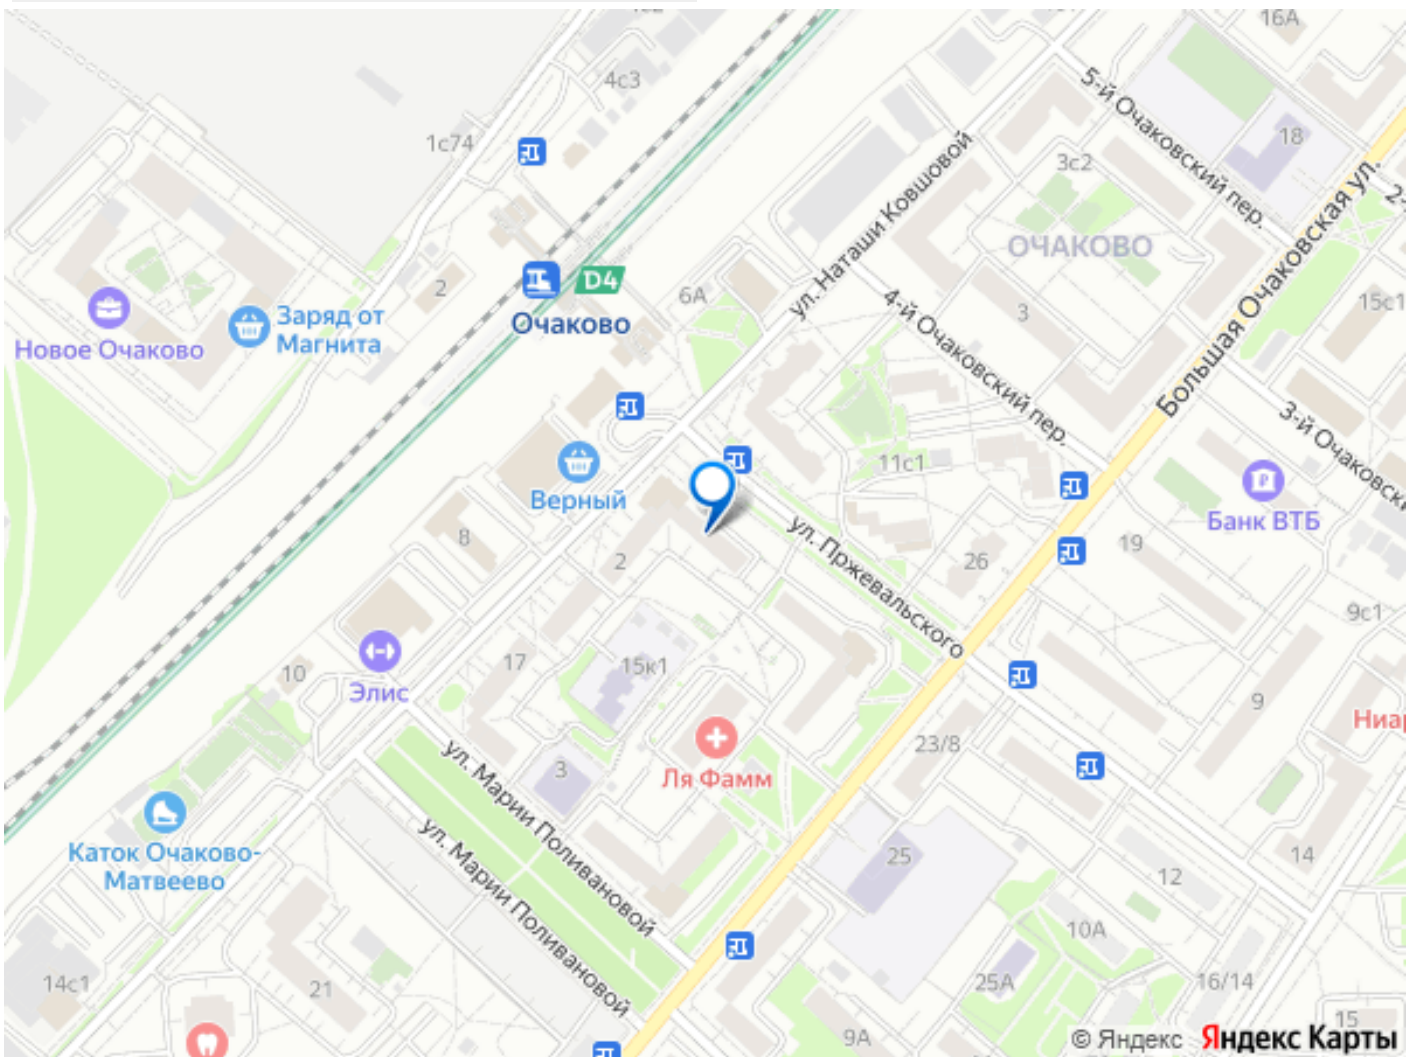 16А
4с3
5-й Очаковский пер.
1с74
18
3с2
ул. Наташи Ковшовой
2-
ОЧАКОВО
D4
2
6А
Очаково
Заряд от
Магнита
Новое Очаково
4-й Очаковский пер.
3
Большая Очаковская ул.
15с1
3-й Очаковск
Верный
11с1
Банк ВТБ
8
ул. Пржевальского
19
2
26
9с1
17
15к1
10
Элис
9
Ниар
23/8
Ля Фамм
3
ул. Марии Поливановой
ул. Марии Поливановой
Каток Очаково-
Матвеево
25
14
12
10А
14с1
21
25А
16/14
15
9А
© Яндекс Яндекс Карты